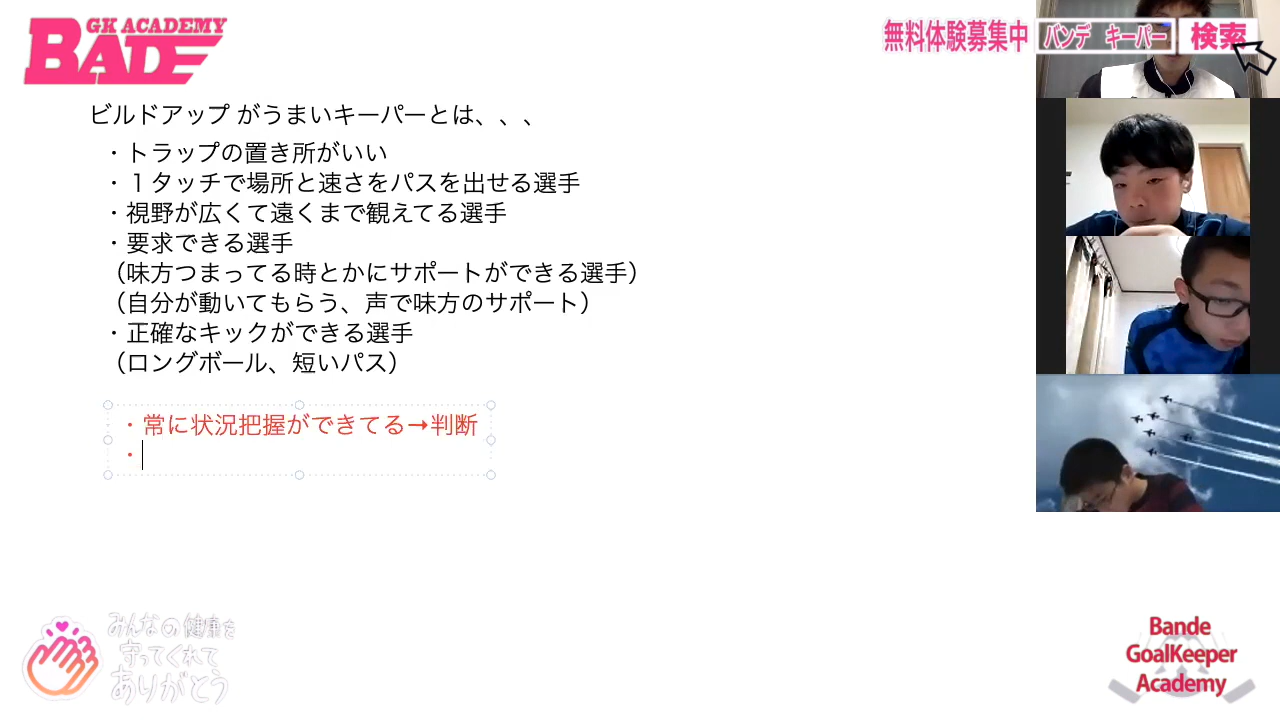 GK ACADEMY
BADE
無料体験募集中 バンデ キーパー 検索
ビルドアップ がうまいキーパーとは、、、
・トラップの置き所がいい
・１タッチで場所と速さをパスを出せる選手
・視野が広くて遠くまで観えてる選手
・要求できる選手
（味方つまってる時とかにサポートができる選手）
（自分が動いてもらう、声で味方のサポート）
・正確なキックができる選手
（ロングボール、短いパス）
・常に状況把握ができてる→判断
・
みんなの健康を
守ってくれて
ありがとう
Bande
GoalKeeper
Academy